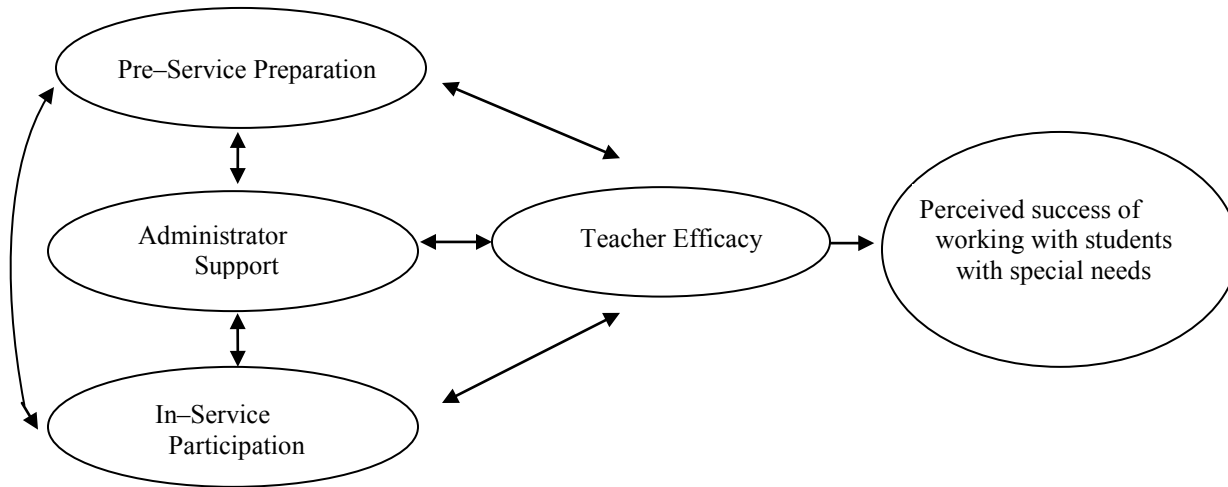 Pre–Service Preparation
Administrator
Support
In–Service
Participation
Teacher Efficacy
Perceived success of
working with students
with special needs